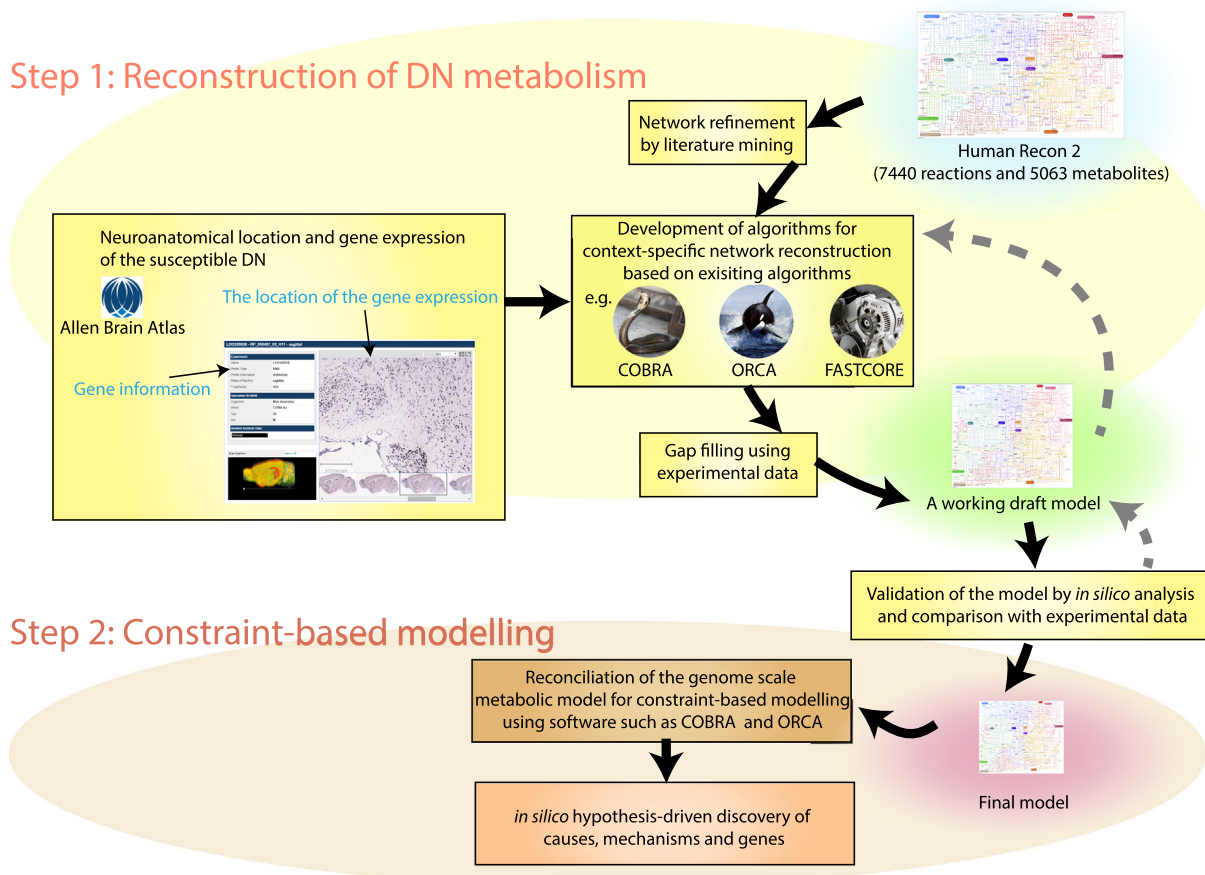 Step 1: Reconstruction of DN metabolism
Network refinement
by literature mining
Human Recon 2
(7440 reactions and 5063 metabolites)
Neuroanatomical location and gene expression
of the susceptible DN
Allen Brain Atlas
The location of the gene expression
Gene information
Development of algorithms for
context-specific network reconstruction
based on exisiting algorithms
e.g.
COBRA
ORCA
FASTCORE
Gap filling using
experimental data
A working draft model
Validation of the model by in silico analysis
and comparison with experimental data
Step 2: Constraint-based modelling
Reconciliation of the genome scale
metabolic model for constraint-based modelling
using software such as COBRA and ORCA
Final model
in silico hypothesis-driven discovery of
causes, mechanisms and genes